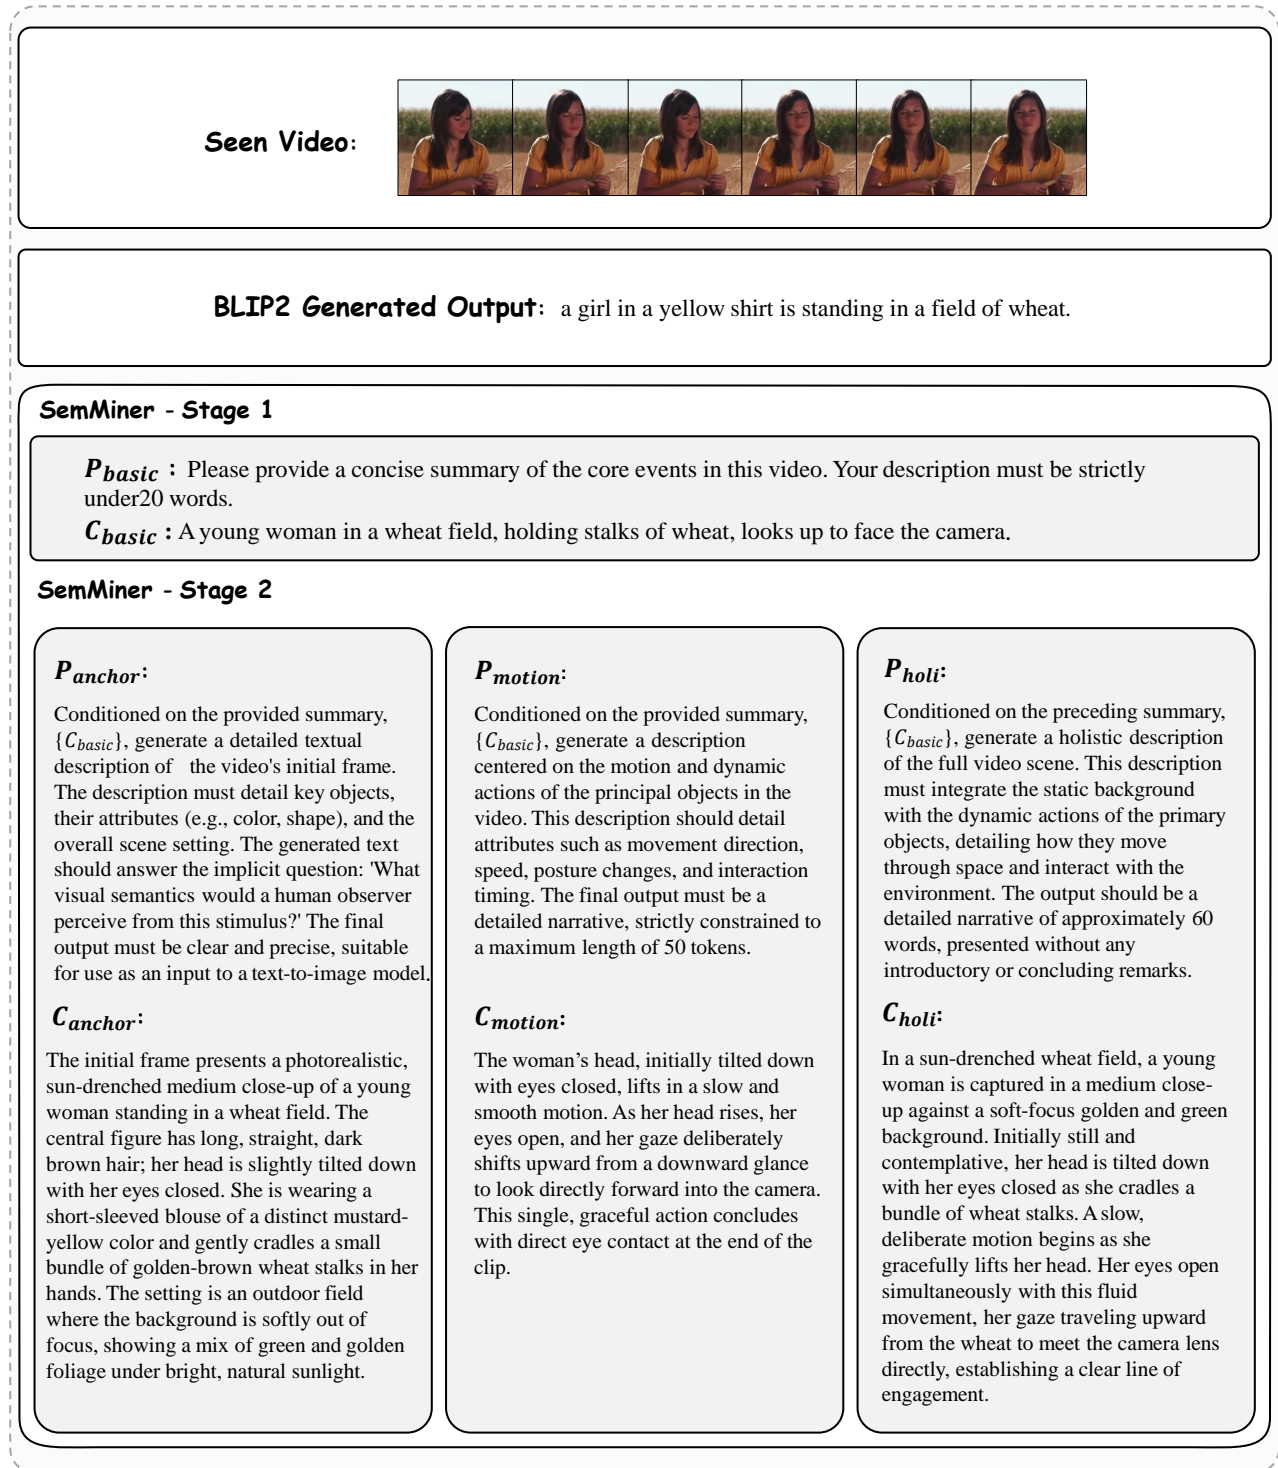 Seen Video:
BLIP2 Generated Output: a girl in a yellow shirt is standing in a field of wheat.
SemMiner - Stage 1
P_basic : Please provide a concise summary of the core events in this video. Your description must be strictly
under20 words.
C_basic : A young woman in a wheat field, holding stalks of wheat, looks up to face the camera.
SemMiner - Stage 2
P_anchor:
Conditioned on the provided summary,
{C_basic}, generate a detailed textual
description of the video's initial frame.
The description must detail key objects,
their attributes (e.g., color, shape), and the
overall scene setting. The generated text
should answer the implicit question: 'What
visual semantics would a human observer
perceive from this stimulus?' The final
output must be clear and precise, suitable
for use as an input to a text-to-image model.
C_anchor:
The initial frame presents a photorealistic,
sun-drenched medium close-up of a young
woman standing in a wheat field. The
central figure has long, straight, dark
brown hair; her head is slightly tilted down
with her eyes closed. She is wearing a
short-sleeved blouse of a distinct mustard-
yellow color and gently cradles a small
bundle of golden-brown wheat stalks in her
hands. The setting is an outdoor field
where the background is softly out of
focus, showing a mix of green and golden
foliage under bright, natural sunlight.
P_motion:
Conditioned on the provided summary,
{C_basic}, generate a description
centered on the motion and dynamic
actions of the principal objects in the
video. This description should detail
attributes such as movement direction,
speed, posture changes, and interaction
timing. The final output must be a
detailed narrative, strictly constrained to
a maximum length of 50 tokens.
C_motion:
The woman’s head, initially tilted down
with eyes closed, lifts in a slow and
smooth motion. As her head rises, her
eyes open, and her gaze deliberately
shifts upward from a downward glance
to look directly forward into the camera.
This single, graceful action concludes
with direct eye contact at the end of the
clip.
P_holi:
Conditioned on the preceding summary,
{C_basic}, generate a holistic description
of the full video scene. This description
must integrate the static background
with the dynamic actions of the primary
objects, detailing how they move
through space and interact with the
environment. The output should be a
detailed narrative of approximately 60
words, presented without any
introductory or concluding remarks.
C_holi:
In a sun-drenched wheat field, a young
woman is captured in a medium close-
up against a soft-focus golden and green
background. Initially still and
contemplative, her head is tilted down
with her eyes closed as she cradles a
bundle of wheat stalks. A slow,
deliberate motion begins as she
gracefully lifts her head. Her eyes open
simultaneously with this fluid
movement, her gaze traveling upward
from the wheat to meet the camera lens
directly, establishing a clear line of
engagement.